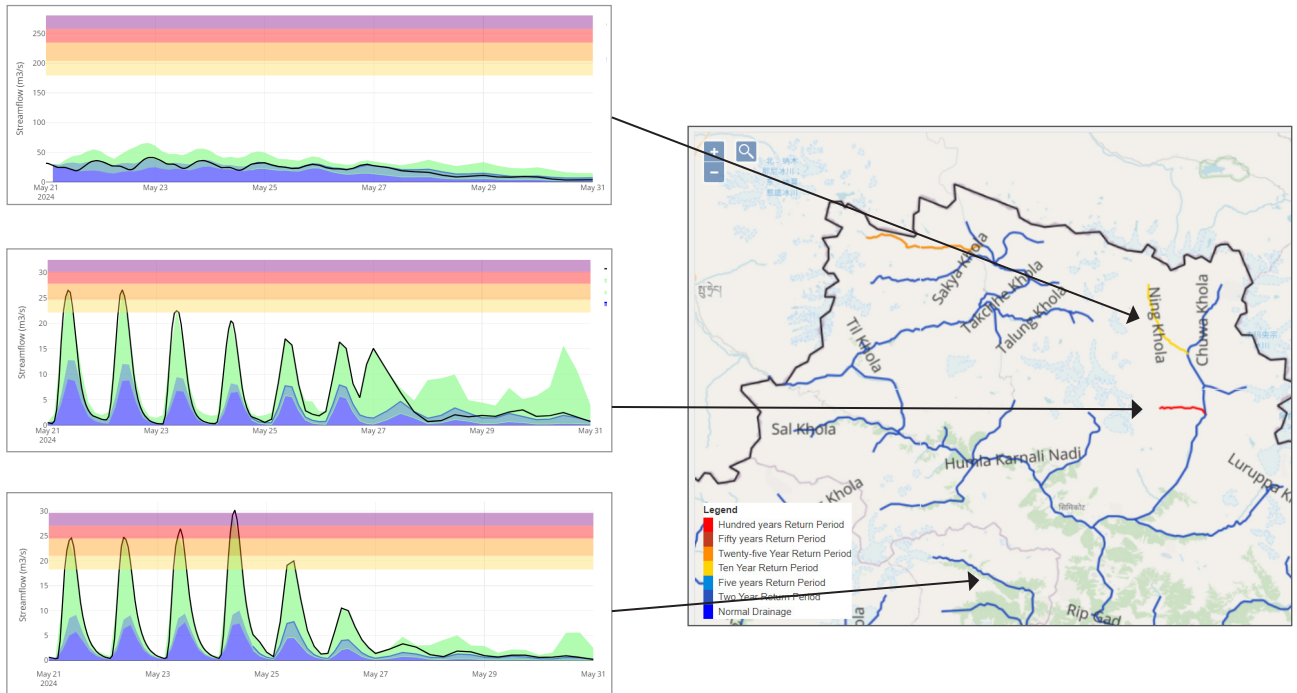 250
200
150
100
50
0
Streamflow (m3/s)
May 21
2024
May 23
May 25
May 27
May 29
May 31
30
25
20
15
10
5
0
Streamflow (m3/s)
May 21
2024
May 23
May 25
May 27
May 29
May 31
30
25
20
15
10
5
0
Streamflow (m3/s)
May 21
2024
May 23
May 25
May 27
May 29
May 31
+
−
Sakya Khola
Takchhe Khola
Talung Khola
Ning Khola
Chuwa Khola
Til Khola
Sal Khola
Humla Karnali Nadi
Khola
Luruppa K
सिमिकोट
Rip Gad
ola
Legend
Hundred years Return Period
Fifty years Return Period
Twenty-five Year Return Period
Ten Year Return Period
Five years Return Period
Two Year Return Period
Normal Drainage